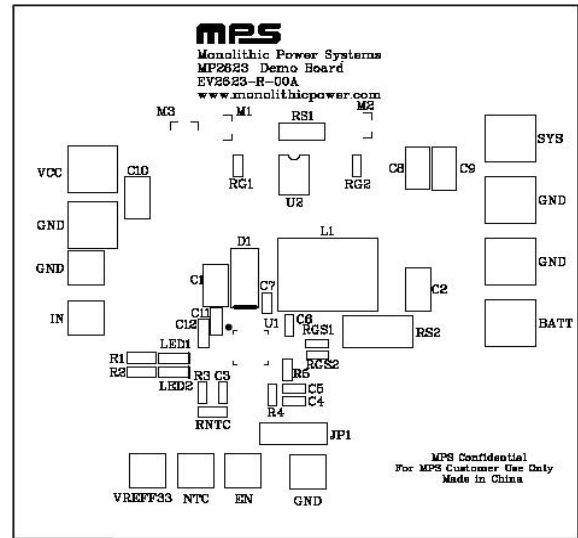 mps
Monolithic Power Systems
MP2623 Demo Board
EV2623-R-00A
www.monolithicpower.com
M3
M1
RS1
M2
VCC
C10
RG1
U2
RG2
C8
C9
SYS
GND
GND
GND
IN
D1
L1
C1
C7
C2
GND
BATT
C11
C12
U1
C6
RGS1
RGS2
RS2
R1
LED1
R2
LED2
R3
C3
R5
C5
C4
R4
RNTC
JP1
VREFF33
NTC
EN
GND
MPS Confidential
For MPS Customer Use Only
Made in China